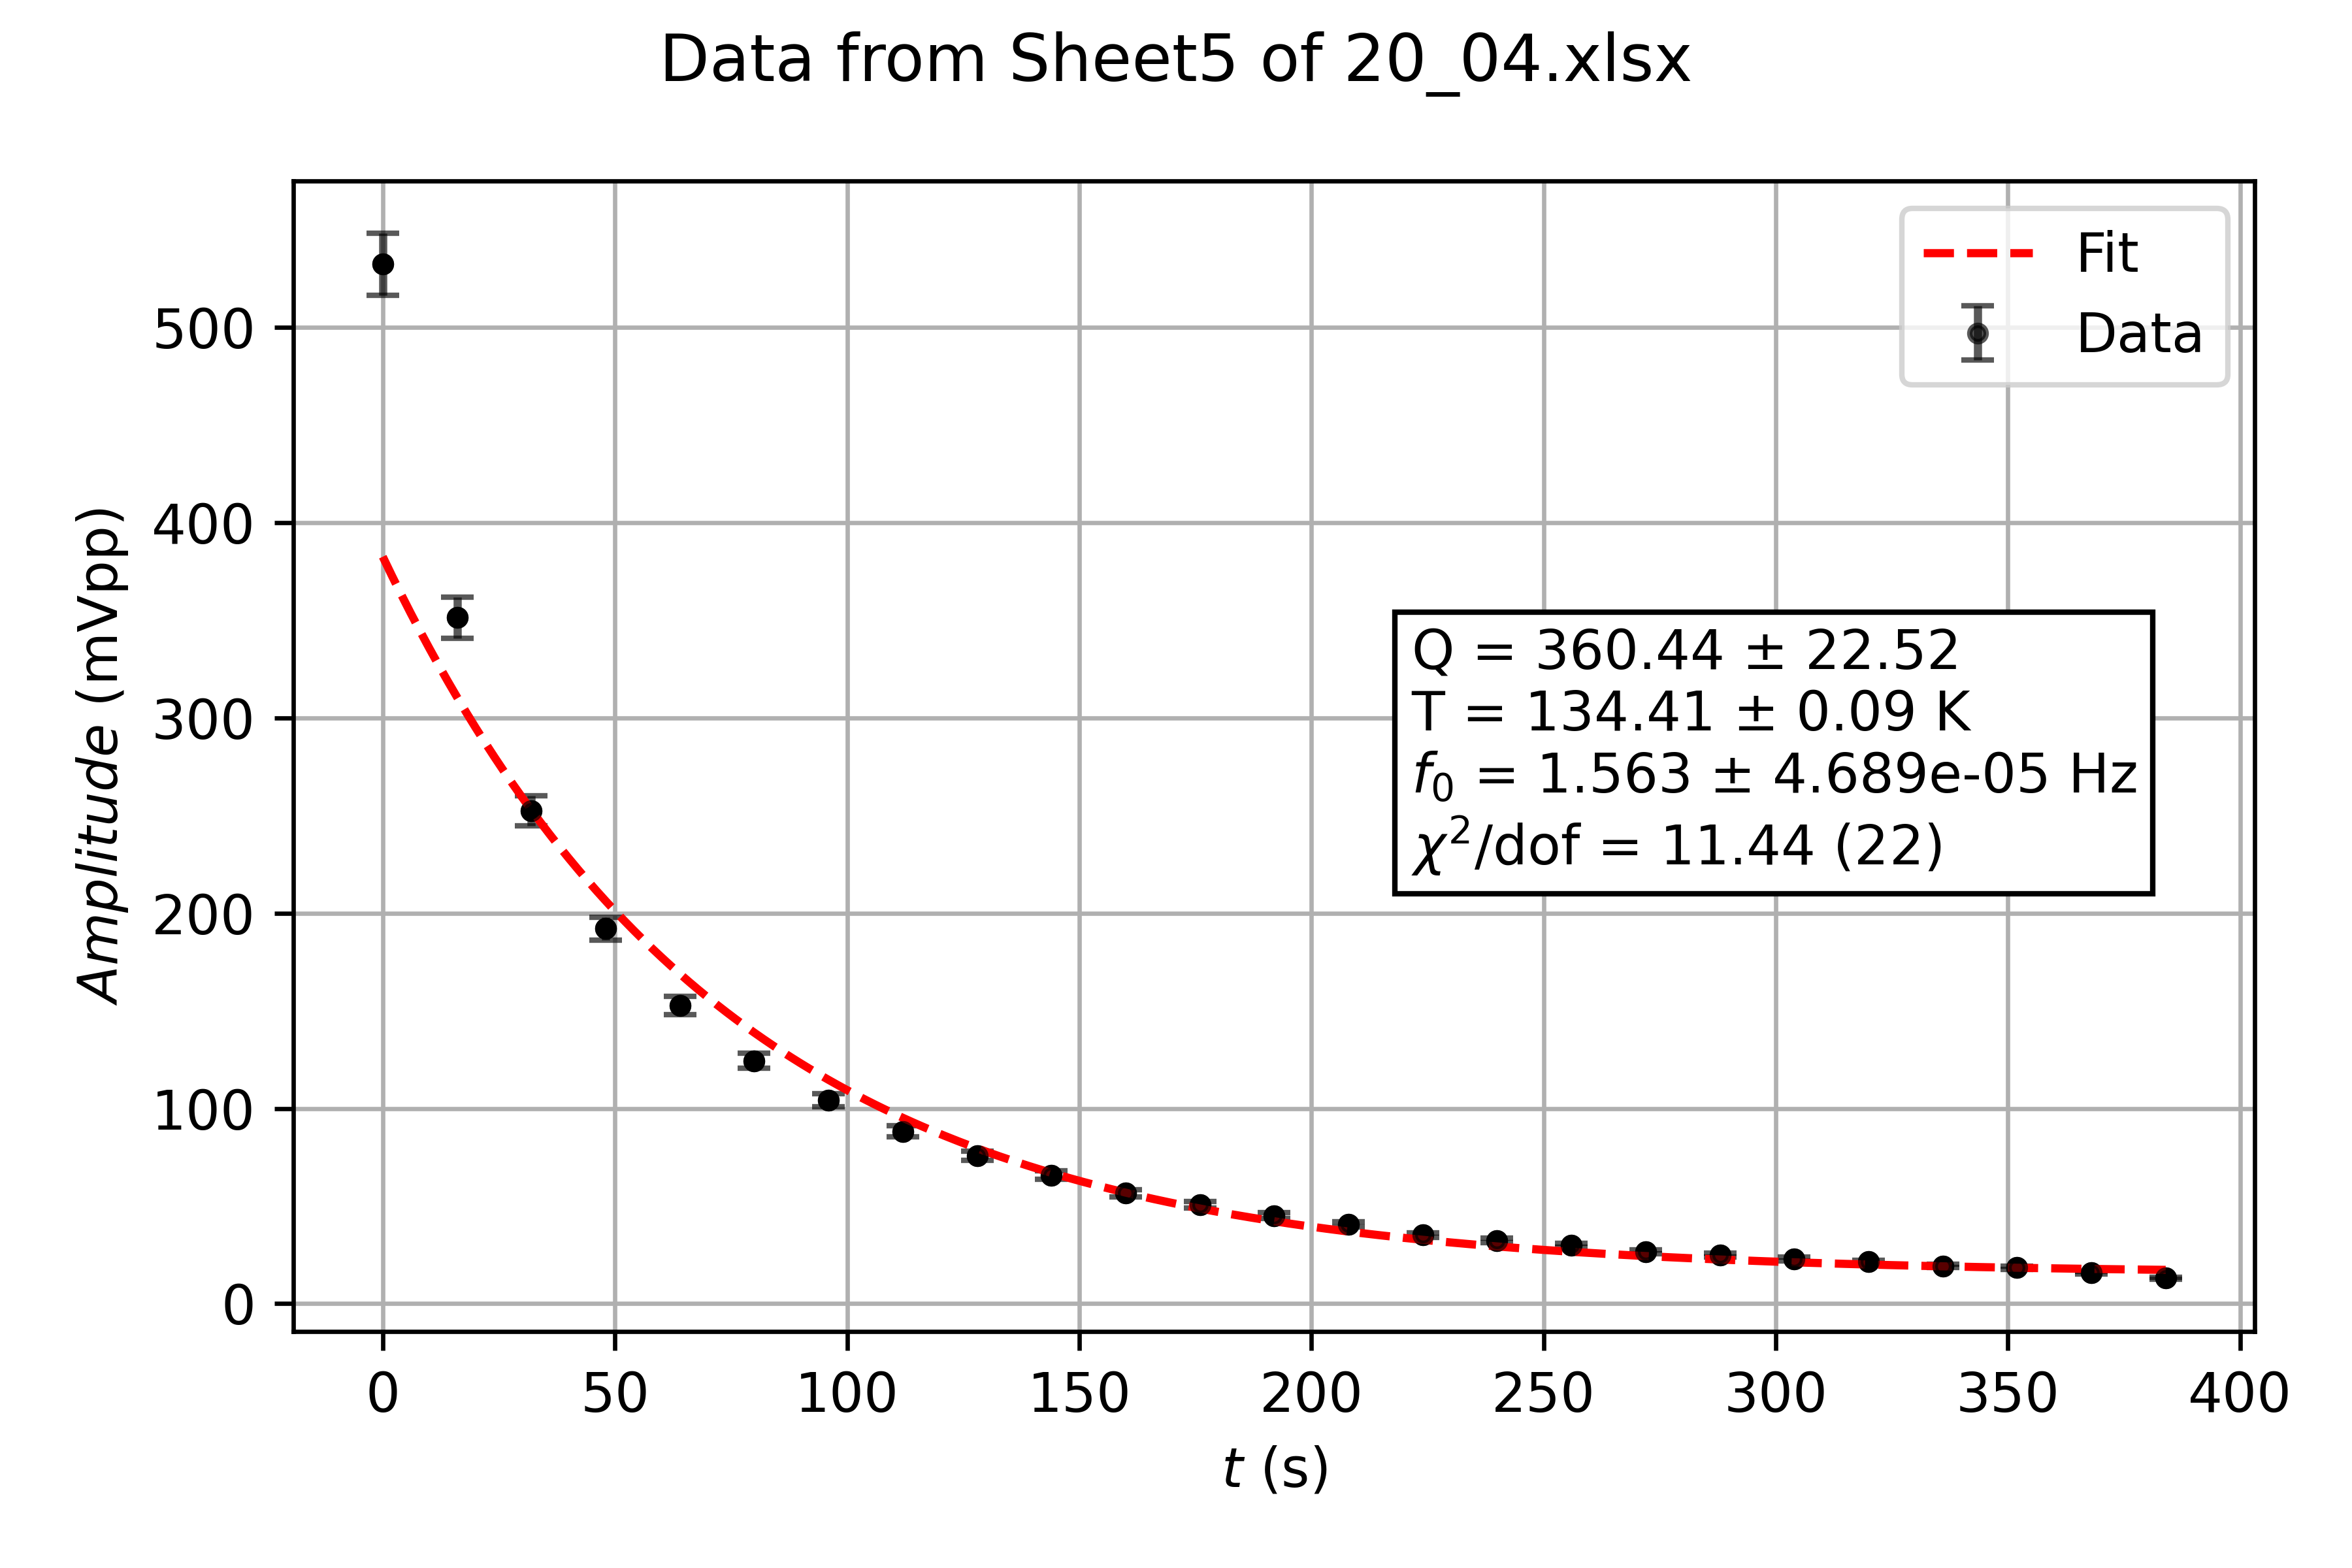 Data from Sheet5 of 20_04.xlsx
Amplitude (mVpp)
500
400
300
200
100
0
Fit
Data
Q = 360.44 ± 22.52
T = 134.41 ± 0.09 K
f₀ = 1.563 ± 4.689e-05 Hz
χ²/dof = 11.44 (22)
0 50 100 150 200 250 300 350 400
t (s)